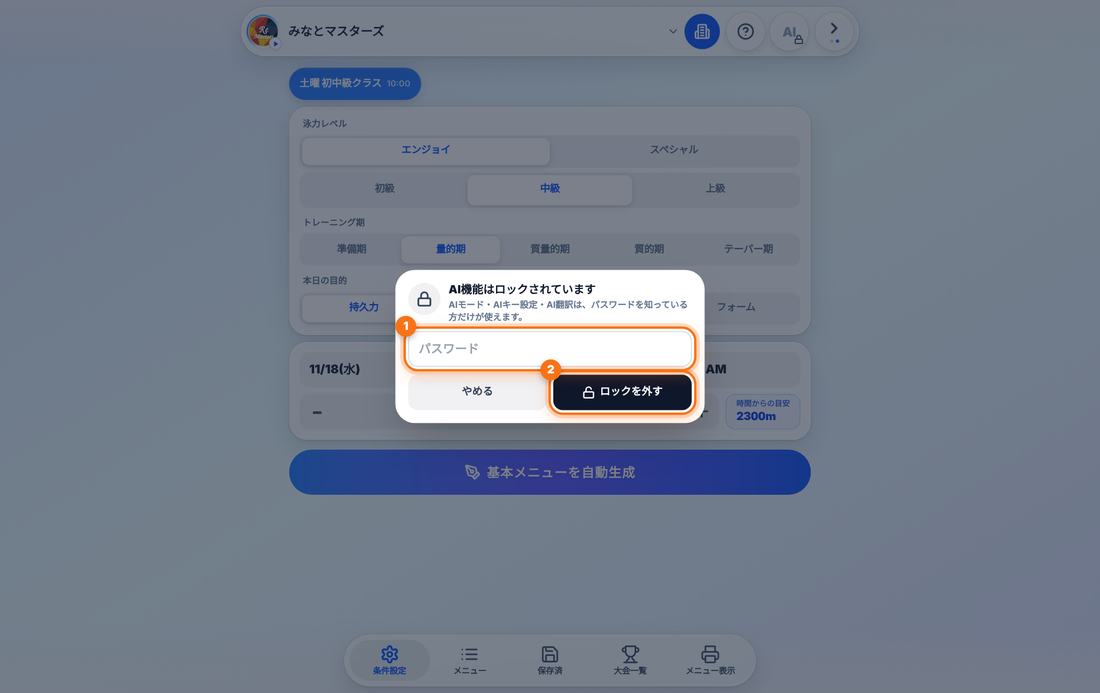 みなとマスターズ
AI
土曜 初中級クラス 10:00
泳力レベル
エンジョイ
スペシャル
初級
中級
上級
トレーニング期
準備期
量的期
質量的期
質的期
テーパー期
本日の目的
持久力
フォーム
AI機能はロックされています
AIモード・AIキー設定・AI翻訳は、パスワードを知っている
方だけが使えます。
1
パスワード
2
やめる
ロックを外す
11/18(水)
AM
時間からの目安
2300m
基本メニューを自動生成
条件設定
メニュー
保存済
大会一覧
メニュー表示